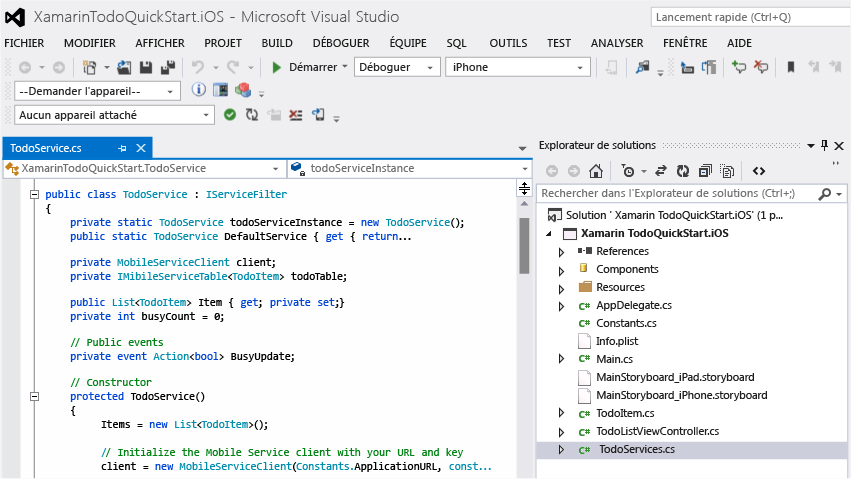 XamarinTodoQuickStart.iOS - Microsoft Visual Studio
Lancement rapide (Ctrl+Q)
FICHIER MODIFIER AFFICHER PROJET BUILD DÉBOGUER ÉQUIPE SQL OUTILS TEST ANALYSER FENÊTRE AIDE
Démarrer Déboguer iPhone
--Demander l'appareil--
Aucun appareil attaché
TodoService.cs
XamarinTodoQuickStart.TodoService todoServiceInstance
public class TodoService : IServiceFilter
{
private static TodoService todoServiceInstance = new TodoService();
public static TodoService DefaultService { get { return...
private MobileServiceClient client;
private IMibileServiceTable<TodoItem> todoTable;
public List<TodoItem> Item { get; private set;}
private int busyCount = 0;
// Public events
private event Action<bool> BusyUpdate;
// Constructor
protected TodoService()
{
Items = new List<TodoItem>();
// Initialize the Mobile Service client with your URL and key
client = new MobileServiceClient(Constants.ApplicationURL, const...
Explorateur de solutions
Rechercher dans l'Explorateur de solutions (Ctrl+;)
Solution ' Xamarin TodoQuickStart.iOS' (1 p...
Xamarin TodoQuickStart.iOS
References
Components
Resources
C# AppDelegate.cs
C# Constants.cs
Info.plist
C# Main.cs
MainStoryboard_iPad.storyboard
MainStoryboard_iPhone.storyboard
C# TodoItem.cs
C# TodoListViewController.cs
C# TodoServices.cs